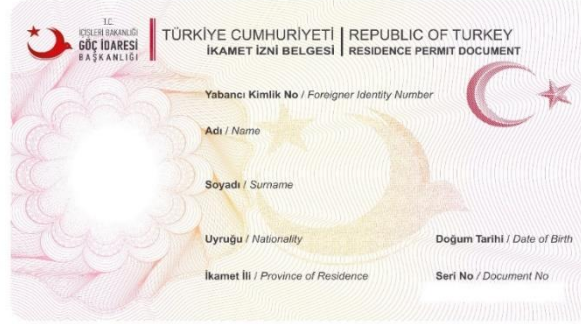 T.C.
İÇİŞLERİ BAKANLIĞI
GÖÇ İDARESİ
BAŞKANLIĞI
TÜRKİYE CUMHURİYETİ | REPUBLIC OF TURKEY
İKAMET İZNİ BELGESİ | RESIDENCE PERMIT DOCUMENT
Yabancı Kimlik No / Foreigner Identity Number
Adı / Name
Soyadı / Surname
Uyruğu / Nationality
Doğum Tarihi / Date of Birth
İkamet İli / Province of Residence
Seri No / Document No